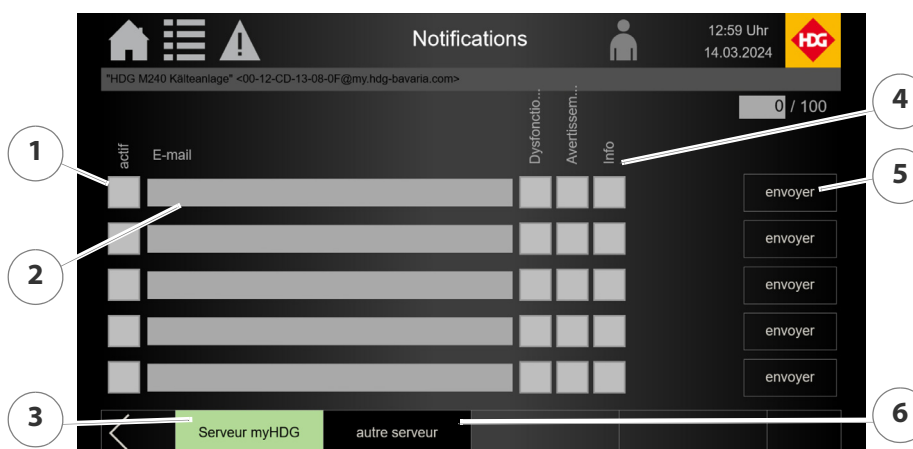 Notifications
12:59 Uhr
14.03.2024
HDG
"HDG M240 Kälteanlage" <00-12-CD-13-08-0F@my.hdg-bavaria.com>
0 / 100
4
1
actif
E-mail
Dysfonctio...
Avertissem...
Info
5
envoyer
2
envoyer
envoyer
envoyer
envoyer
3
Serveur myHDG
autre serveur
6